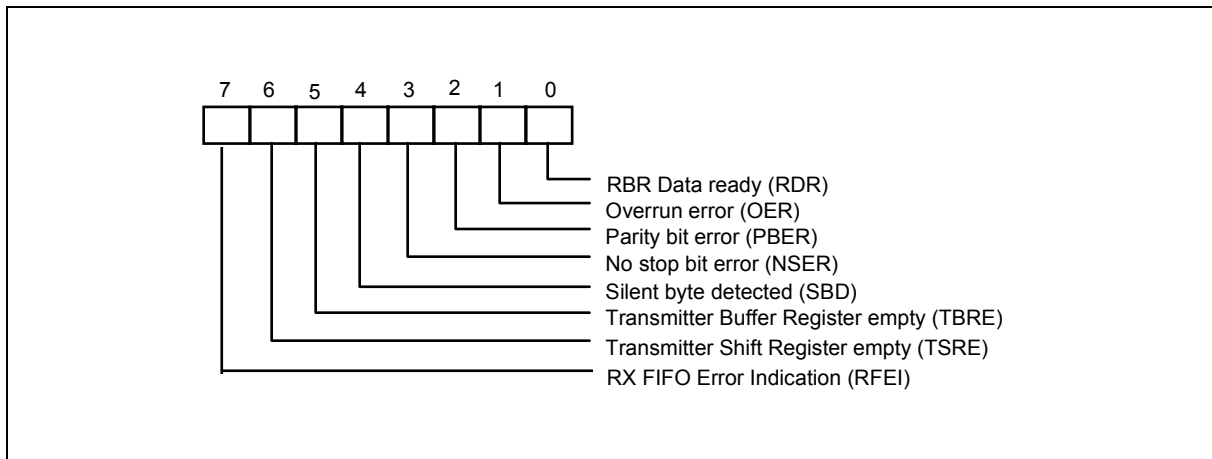 7 6 5 4 3 2 1 0
RBR Data ready (RDR)
Overrun error (OER)
Parity bit error (PBER)
No stop bit error (NSER)
Silent byte detected (SBD)
Transmitter Buffer Register empty (TBRE)
Transmitter Shift Register empty (TSRE)
RX FIFO Error Indication (RFEI)